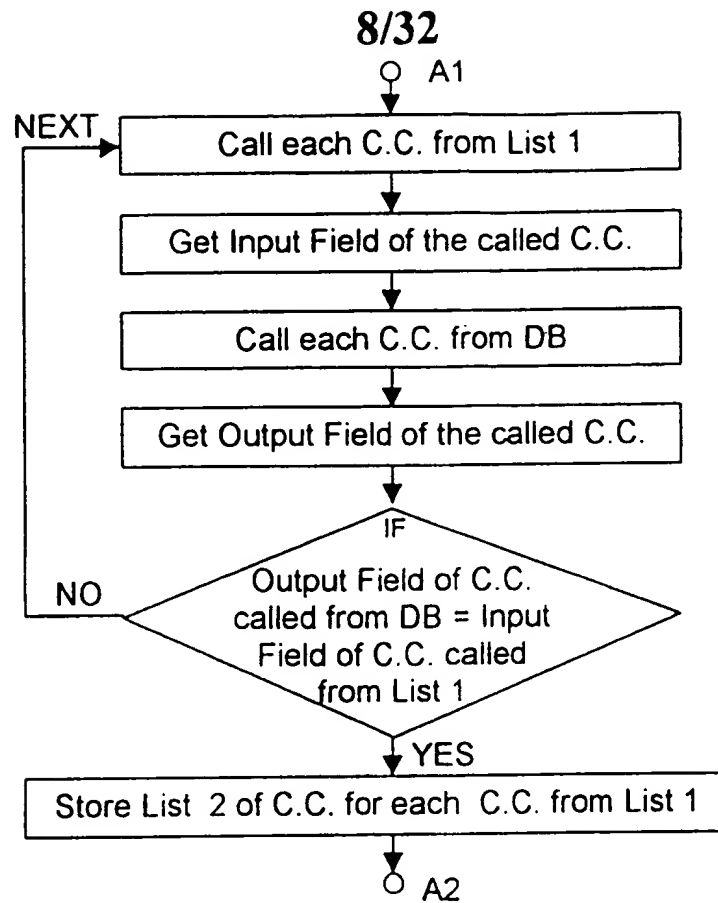 8/32
A1
NEXT
Call each C.C. from List 1
Get Input Field of the called C.C.
Call each C.C. from DB
Get Output Field of the called C.C.
IF
Output Field of C.C.
called from DB = Input
Field of C.C. called
from List 1
NO
YES
Store List 2 of C.C. for each C.C. from List 1
A2